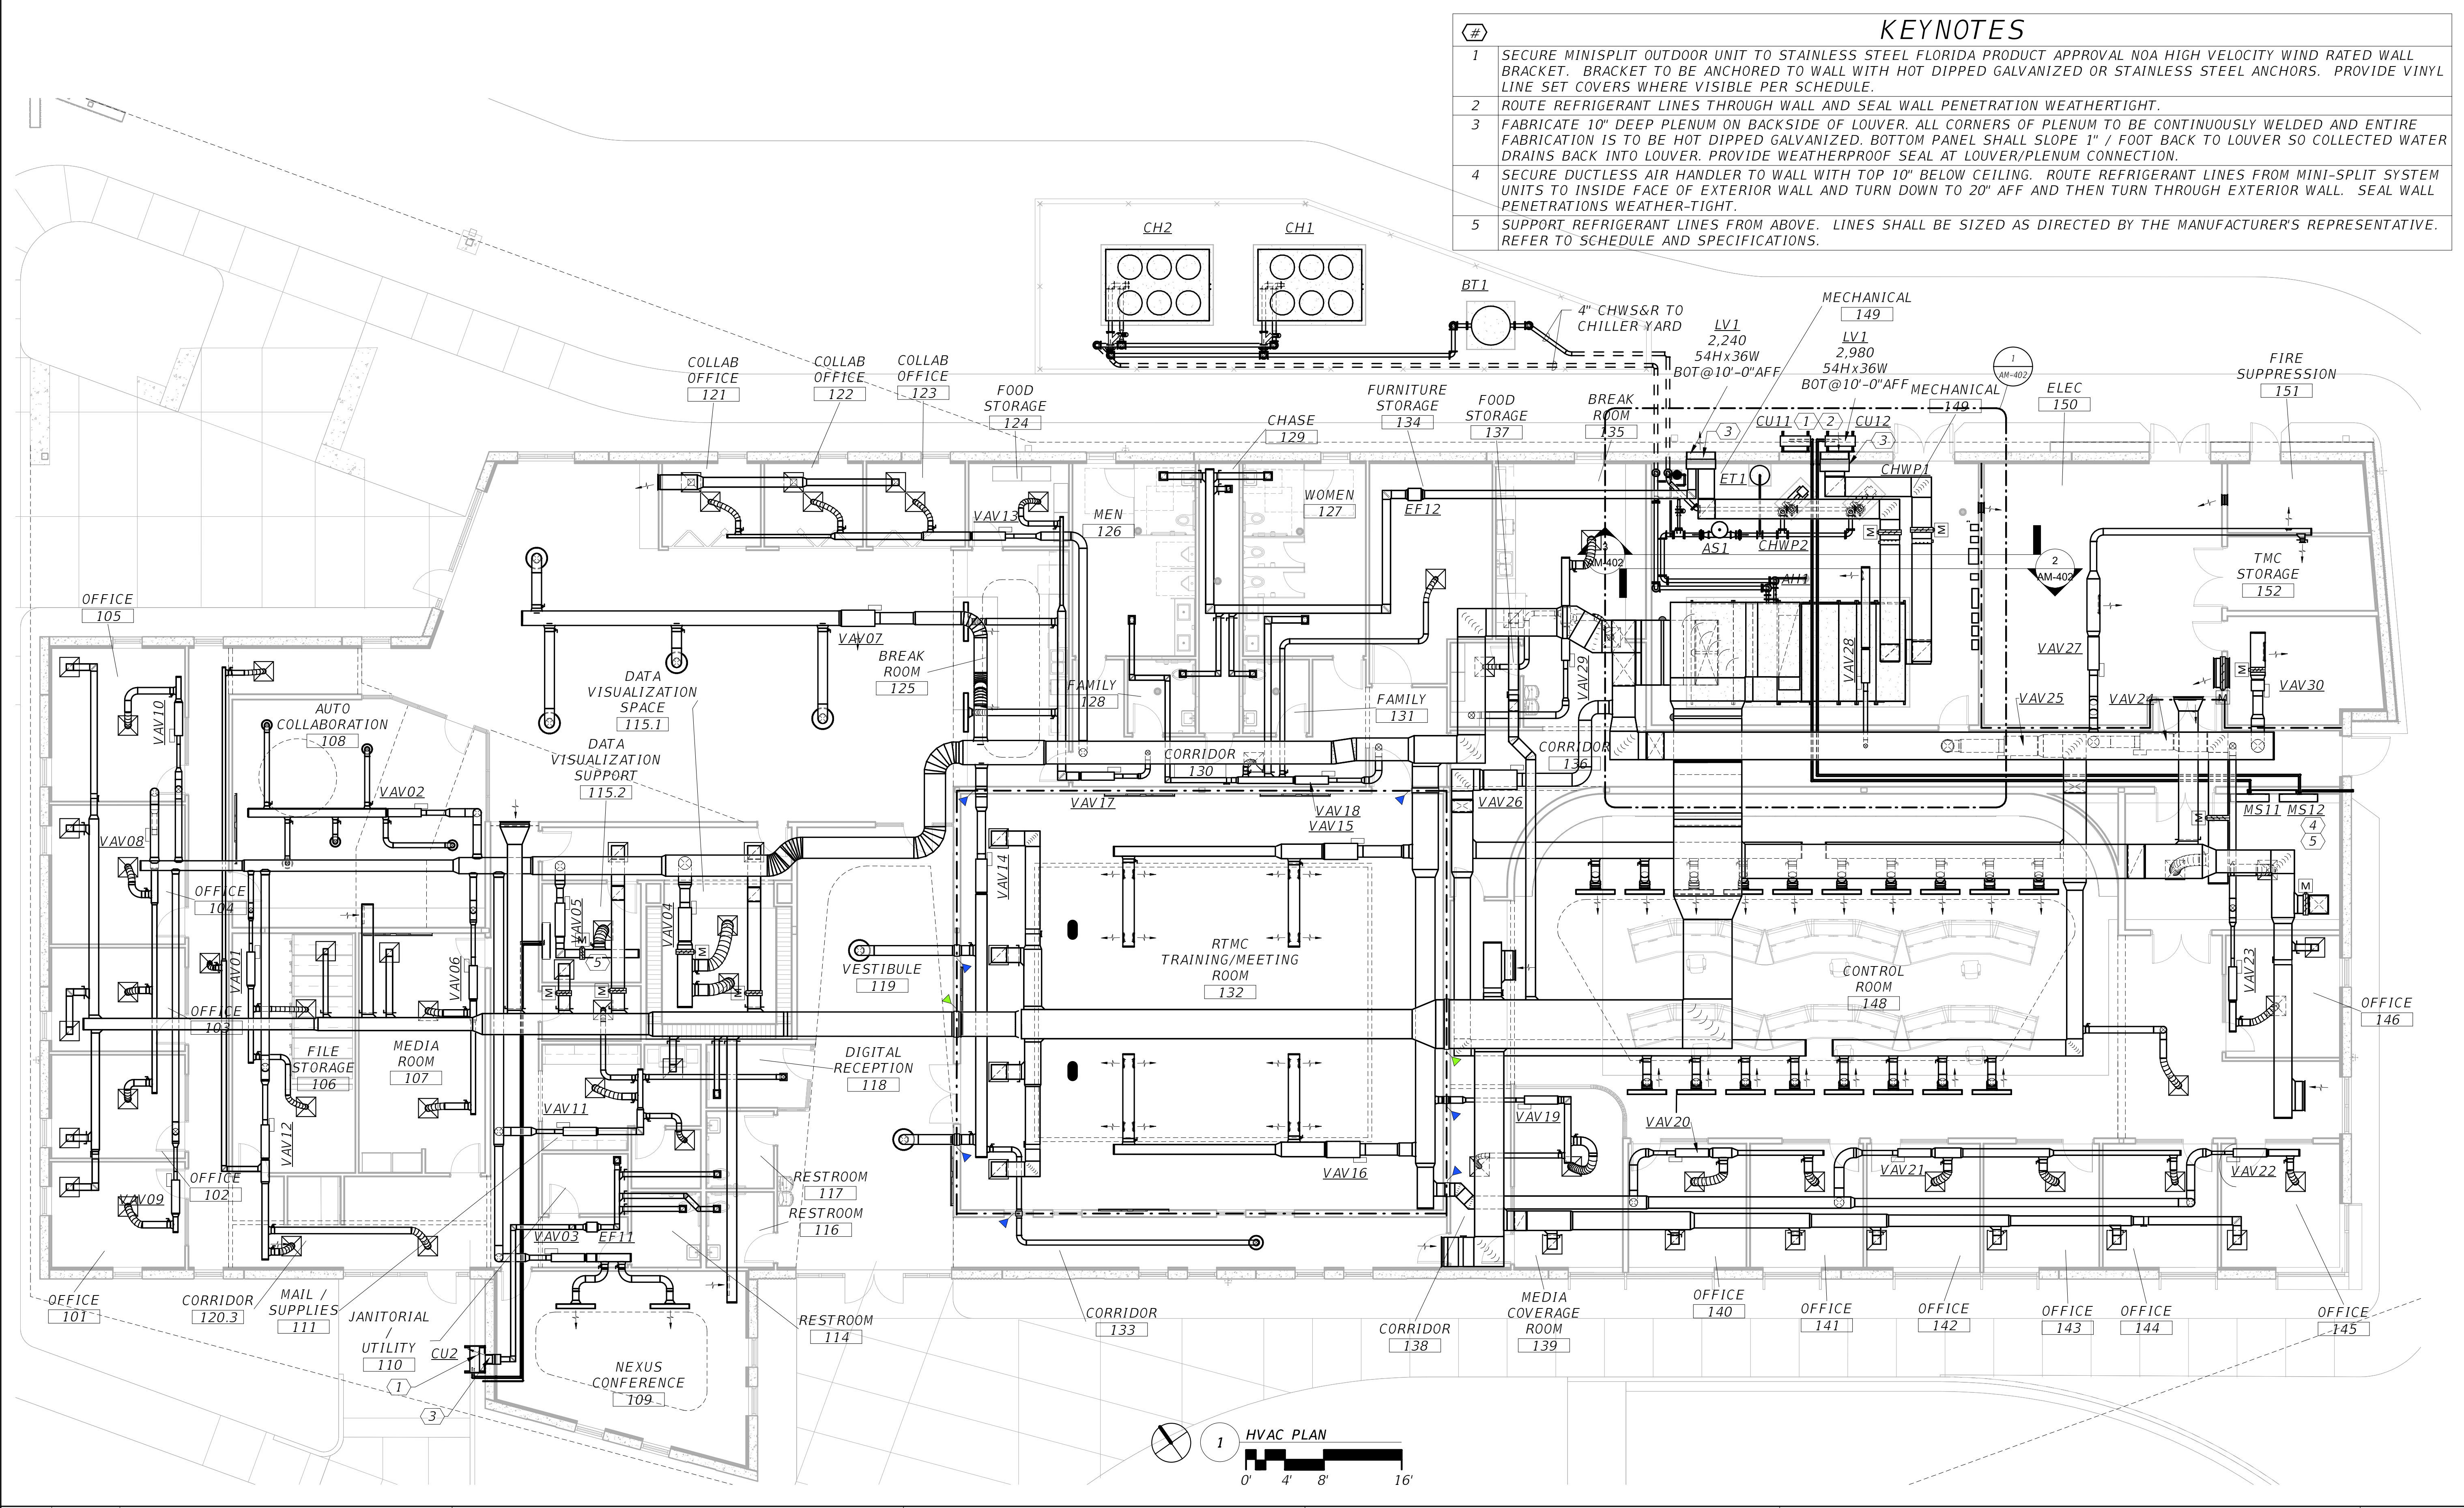 #
KEYNOTES
1
SECURE MINISPLIT OUTDOOR UNIT TO STAINLESS STEEL FLORIDA PRODUCT APPROVAL NOA HIGH VELOCITY WIND RATED WALL
BRACKET.  BRACKET TO BE ANCHORED TO WALL WITH HOT DIPPED GALVANIZED OR STAINLESS STEEL ANCHORS.  PROVIDE VINYL
LINE SET COVERS WHERE VISIBLE PER SCHEDULE.
2
ROUTE REFRIGERANT LINES THROUGH WALL AND SEAL WALL PENETRATION WEATHERTIGHT.
3
FABRICATE 10" DEEP PLENUM ON BACKSIDE OF LOUVER. ALL CORNERS OF PLENUM TO BE CONTINUOUSLY WELDED AND ENTIRE
FABRICATION IS TO BE HOT DIPPED GALVANIZED. BOTTOM PANEL SHALL SLOPE 1" / FOOT BACK TO LOUVER SO COLLECTED WATER
DRAINS BACK INTO LOUVER. PROVIDE WEATHERPROOF SEAL AT LOUVER/PLENUM CONNECTION.
4
SECURE DUCTLESS AIR HANDLER TO WALL WITH TOP 10" BELOW CEILING.  ROUTE REFRIGERANT LINES FROM MINI-SPLIT SYSTEM
UNITS TO INSIDE FACE OF EXTERIOR WALL AND TURN DOWN TO 20" AFF AND THEN TURN THROUGH EXTERIOR WALL.  SEAL WALL
PENETRATIONS WEATHER-TIGHT.
5
SUPPORT REFRIGERANT LINES FROM ABOVE.  LINES SHALL BE SIZED AS DIRECTED BY THE MANUFACTURER'S REPRESENTATIVE.
REFER TO SCHEDULE AND SPECIFICATIONS.
CH2
CH1
BT1
4" CHWS&R TO
CHILLER YARD
MECHANICAL
149
LV1
2,240
54Hx36W
BOT@10'-0"AFF
LV1
2,980
54Hx36W
BOT@10'-0"AFF
MECHANICAL
149
1
AM-402
ELEC
150
FIRE
SUPPRESSION
151
COLLAB
OFFICE
121
COLLAB
OFFICE
122
COLLAB
OFFICE
123
FOOD
STORAGE
124
CHASE
129
FURNITURE
STORAGE
134
FOOD
STORAGE
137
BREAK
ROOM
135
3
CU11
1
2
CU12
3
CHWP1
ET1
WOMEN
127
EF12
VAV13
MEN
126
AS1
CHWP2
AM-402
2
AM-402
AH1
TMC
STORAGE
152
OFFICE
105
VAV07
BREAK
ROOM
125
DATA
VISUALIZATION
SPACE
115.1
VAV10
AUTO
COLLABORATION
108
FAMILY
128
FAMILY
131
VAV29
VAV28
VAV27
VAV30
VAV25
VAV24
M
M
M
M
DATA
VISUALIZATION
SUPPORT
115.2
CORRIDOR
130
CORRIDOR
136
VAV02
VAV17
VAV18
VAV15
VAV26
MS11
MS12
4
5
M
VAV08
VAV14
OFFICE
104
VAV05
VAV04
M
M
M
5
VAV01
VAV06
VESTIBULE
119
RTMC
TRAINING/MEETING
ROOM
132
CONTROL
ROOM
148
VAV23
OFFICE
146
M
M
M
OFFICE
103
FILE
STORAGE
106
MEDIA
ROOM
107
DIGITAL
RECEPTION
118
VAV11
VAV12
VAV19
VAV20
VAV16
VAV21
VAV22
OFFICE
102
VAV09
RESTROOM
117
RESTROOM
116
VAV03
EF11
OFFICE
101
CORRIDOR
120.3
MAIL /
SUPPLIES
111
JANITORIAL
/
UTILITY
110
CU2
1
3
NEXUS
CONFERENCE
109
RESTROOM
114
CORRIDOR
133
CORRIDOR
138
MEDIA
COVERAGE
ROOM
139
OFFICE
140
OFFICE
141
OFFICE
142
OFFICE
143
OFFICE
144
OFFICE
145
1
HVAC PLAN
0'
4'
8'
16'